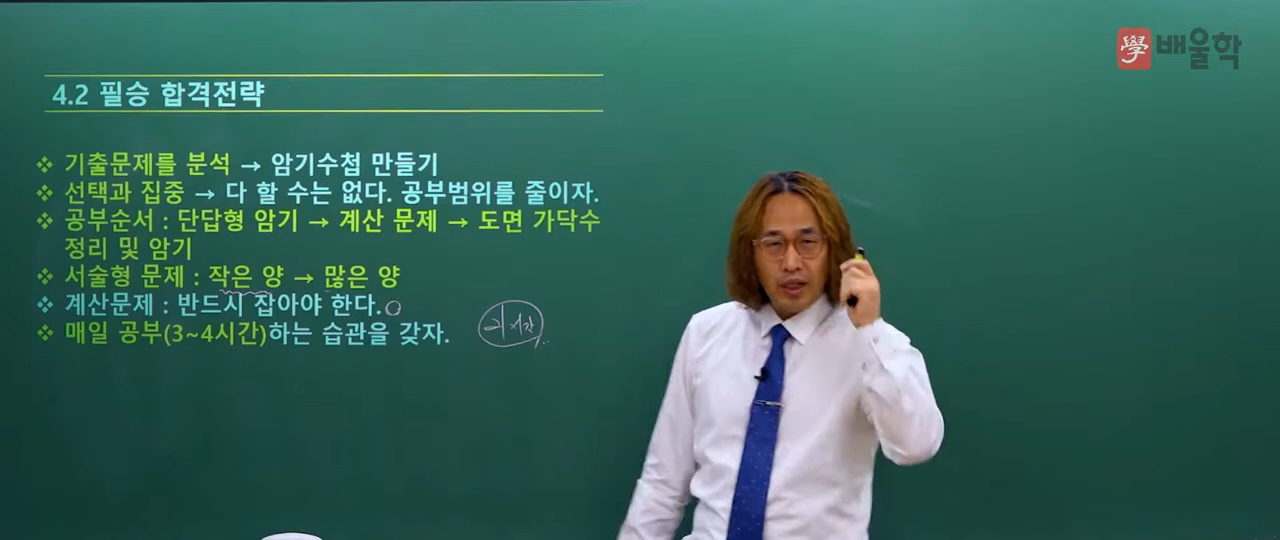 學 배울학
4.2 필승 합격전략
❖ 기출문제를 분석 → 암기수첩 만들기
❖ 선택과 집중 → 다 할 수는 없다. 공부범위를 줄이자.
❖ 공부순서 : 단답형 암기 → 계산 문제 → 도면 가닥수
정리 및 암기
❖ 서술형 문제 : 작은 양 → 많은 양
❖ 계산문제 : 반드시 잡아야 한다.
❖ 매일 공부(3~4시간)하는 습관을 갖자.
시간